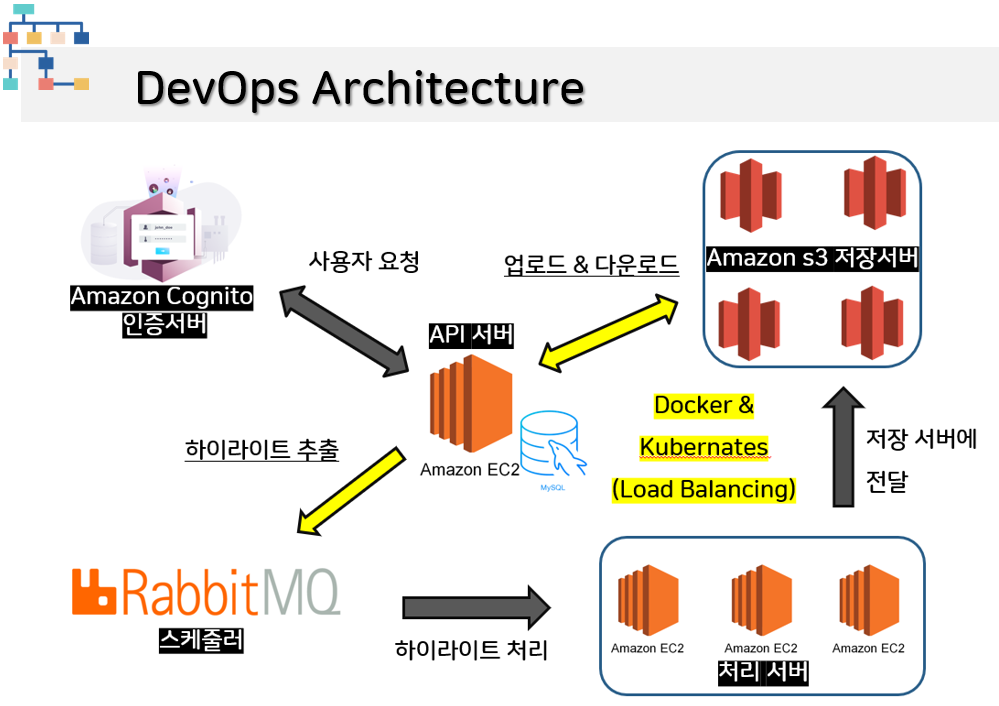 DevOps Architecture
john_doe
Amazon Cognito
인증서버
사용자 요청
업로드 & 다운로드
Amazon s3 저장서버
API 서버
Amazon EC2
MySQL
Docker &
Kubernates
(Load Balancing)
저장 서버에
전달
하이라이트 추출
RabbitMQ
스케줄러
하이라이트 처리
Amazon EC2
Amazon EC2
Amazon EC2
처리 서버